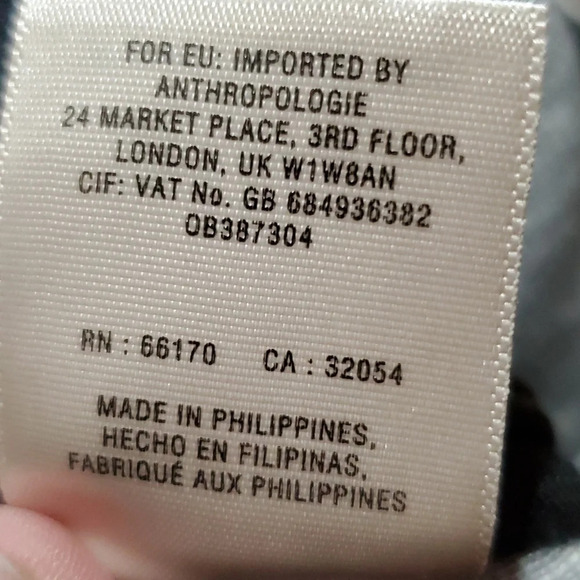 FOR EU: IMPORTED BY
ANTHROPOLOGIE
24 MARKET PLACE, 3RD FLOOR,
LONDON, UK W1W8AN
CIF: VAT No. GB 684936382
OB387304
RN : 66170 CA : 32054
MADE IN PHILIPPINES,
HECHO EN FILIPINAS,
FABRIQUÉ AUX PHILIPPINES